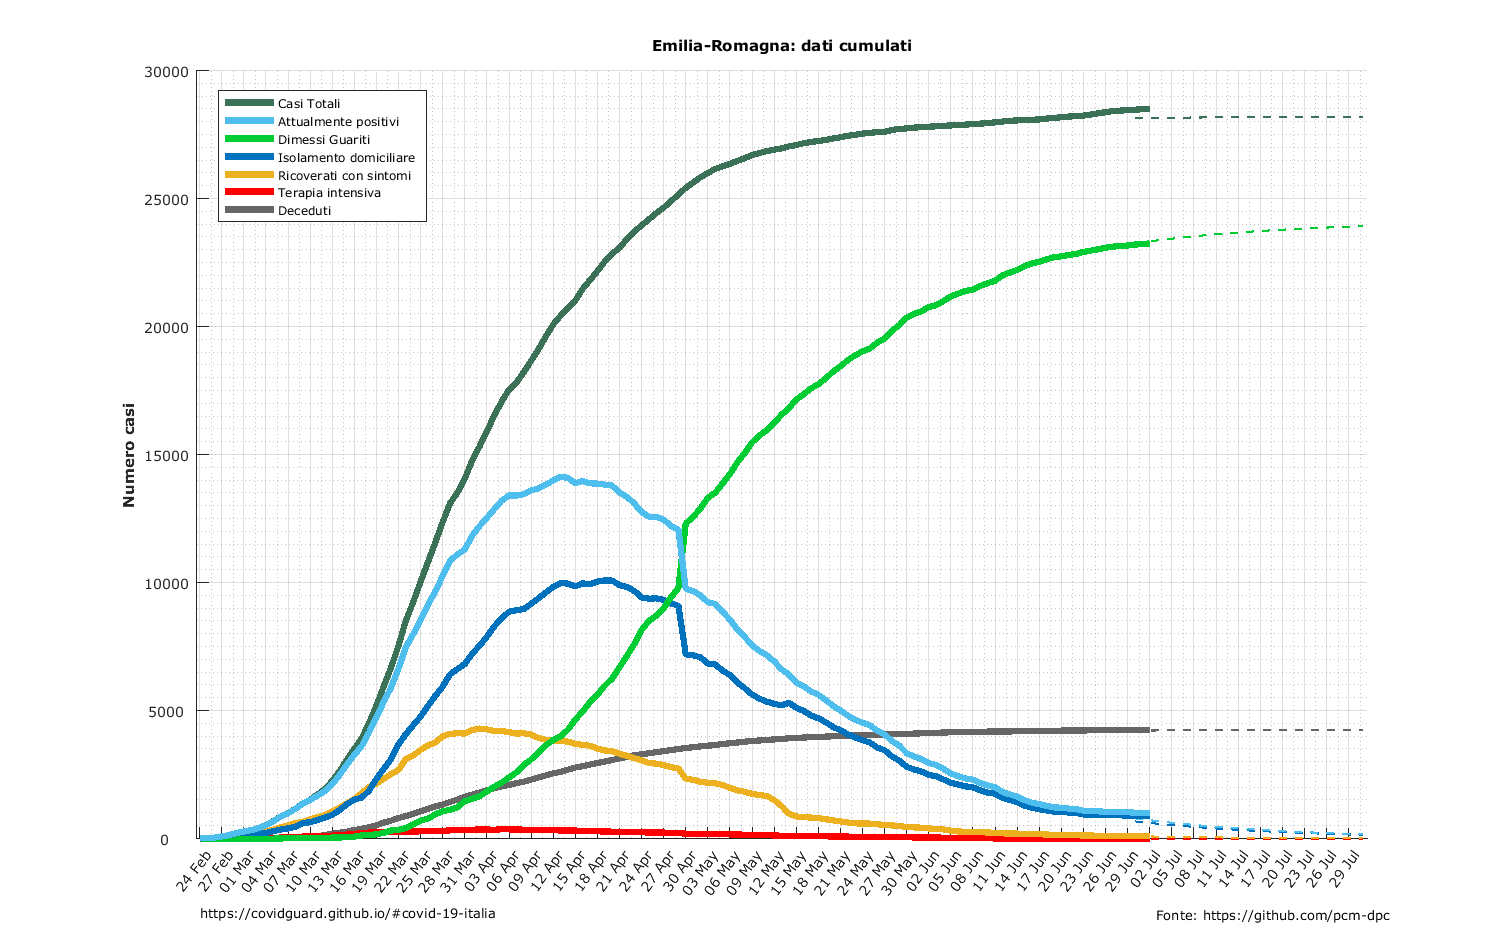 Emilia-Romagna: dati cumulati
30000
25000
20000
15000
10000
5000
0
Numero casi
Casi Totali
Attualmente positivi
Dimessi Guariti
Isolamento domiciliare
Ricoverati con sintomi
Terapia intensiva
Deceduti
24 Feb
27 Feb
01 Mar
04 Mar
07 Mar
10 Mar
13 Mar
16 Mar
19 Mar
22 Mar
25 Mar
28 Mar
31 Mar
03 Apr
06 Apr
09 Apr
12 Apr
15 Apr
18 Apr
21 Apr
24 Apr
27 Apr
30 Apr
03 May
06 May
09 May
12 May
15 May
18 May
21 May
24 May
27 May
30 May
02 Jun
05 Jun
08 Jun
11 Jun
14 Jun
17 Jun
20 Jun
23 Jun
26 Jun
29 Jun
02 Jul
05 Jul
08 Jul
11 Jul
14 Jul
17 Jul
20 Jul
23 Jul
26 Jul
29 Jul
https://covidguard.github.io/#covid-19-italia
Fonte: https://github.com/pcm-dpc